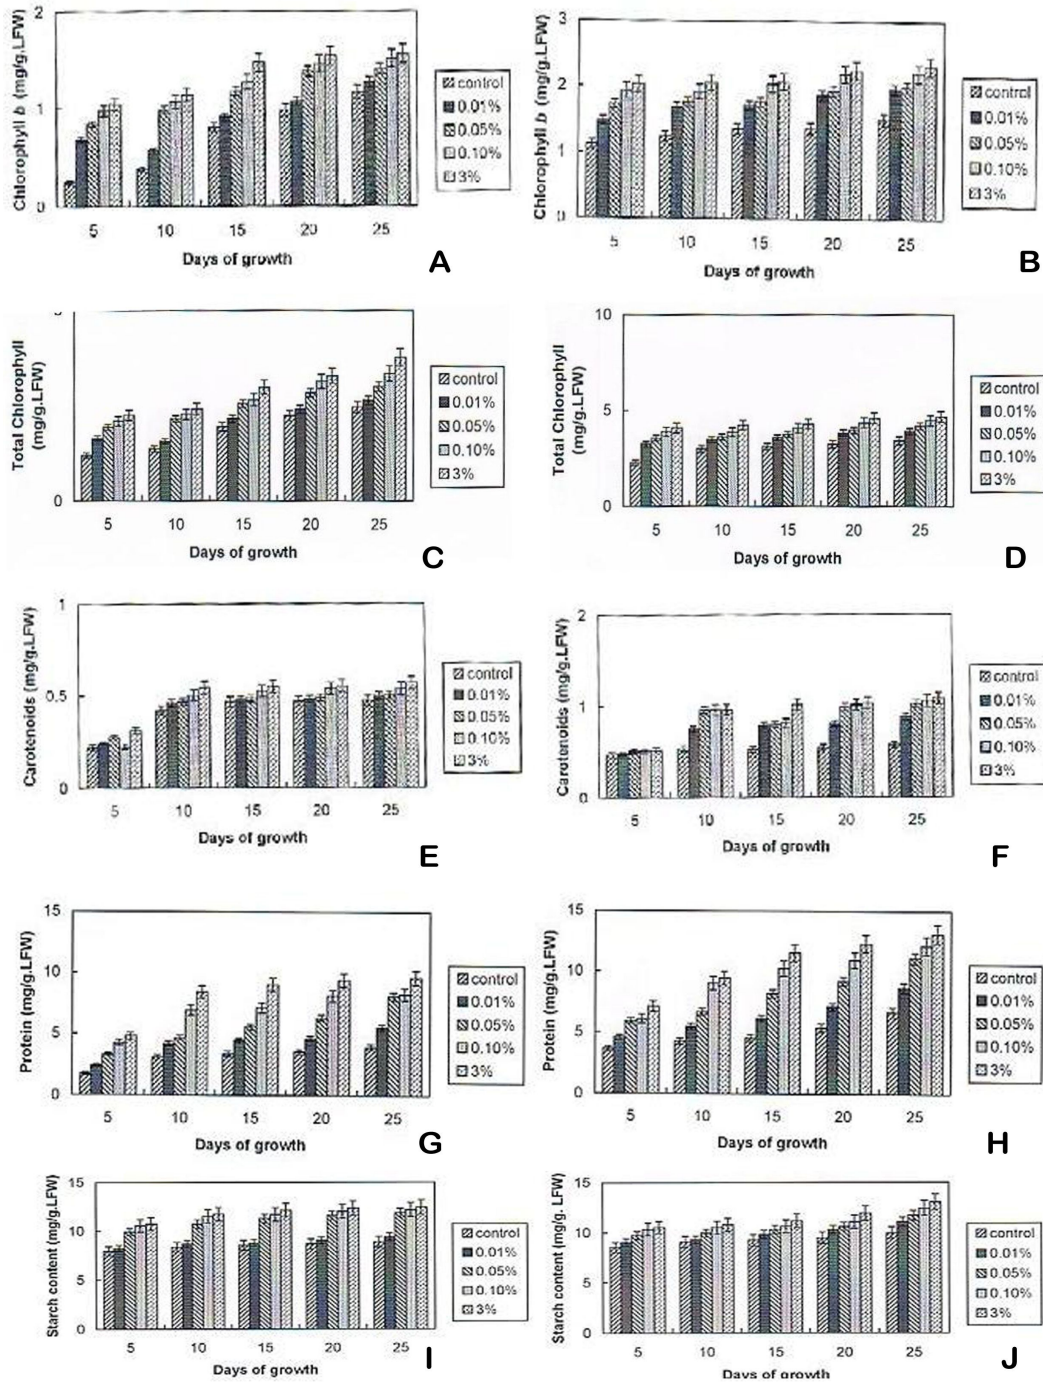 Chlorophyll b (mg/g.LFW)
2
1
0
5 10 15 20 25
Days of growth
control
0.01%
0.05%
0.10%
3%
A
Chlorophyll b (mg/g.LFW)
3
2
1
0
5 10 15 20 25
Days of growth
control
0.01%
0.05%
0.10%
3%
B
Total Chlorophyll
(mg/g.LFW)
0
5 10 15 20 25
Days of growth
control
0.01%
0.05%
0.10%
3%
C
Total Chlorophyll
(mg/g.LFW)
10
5
0
5 10 15 20 25
Days of growth
control
0.01%
0.05%
0.10%
3%
D
Carotenoids (mg/g.LFW)
1
0.5
0
5 10 15 20 25
Days of growth
control
0.01%
0.05%
0.10%
3%
E
Carotenoids (mg/g.LFW)
2
1
0
5 10 15 20 25
Days of growth
control
0.01%
0.05%
0.10%
3%
F
Protein (mg/g.LFW)
15
10
5
0
5 10 15 20 25
Days of growth
control
0.01%
0.05%
0.10%
3%
G
Protein (mg/g.LFW)
15
10
5
0
5 10 15 20 25
Days of growth
control
0.01%
0.05%
0.10%
3%
H
Starch content (mg/g.LFW)
15
10
5
0
5 10 15 20 25
Days of growth
control
0.01%
0.05%
0.10%
3%
I
Starch content (mg/g. LFW)
15
10
5
0
5 10 15 20 25
Days of growth
control
0.01%
0.05%
0.10%
3%
J